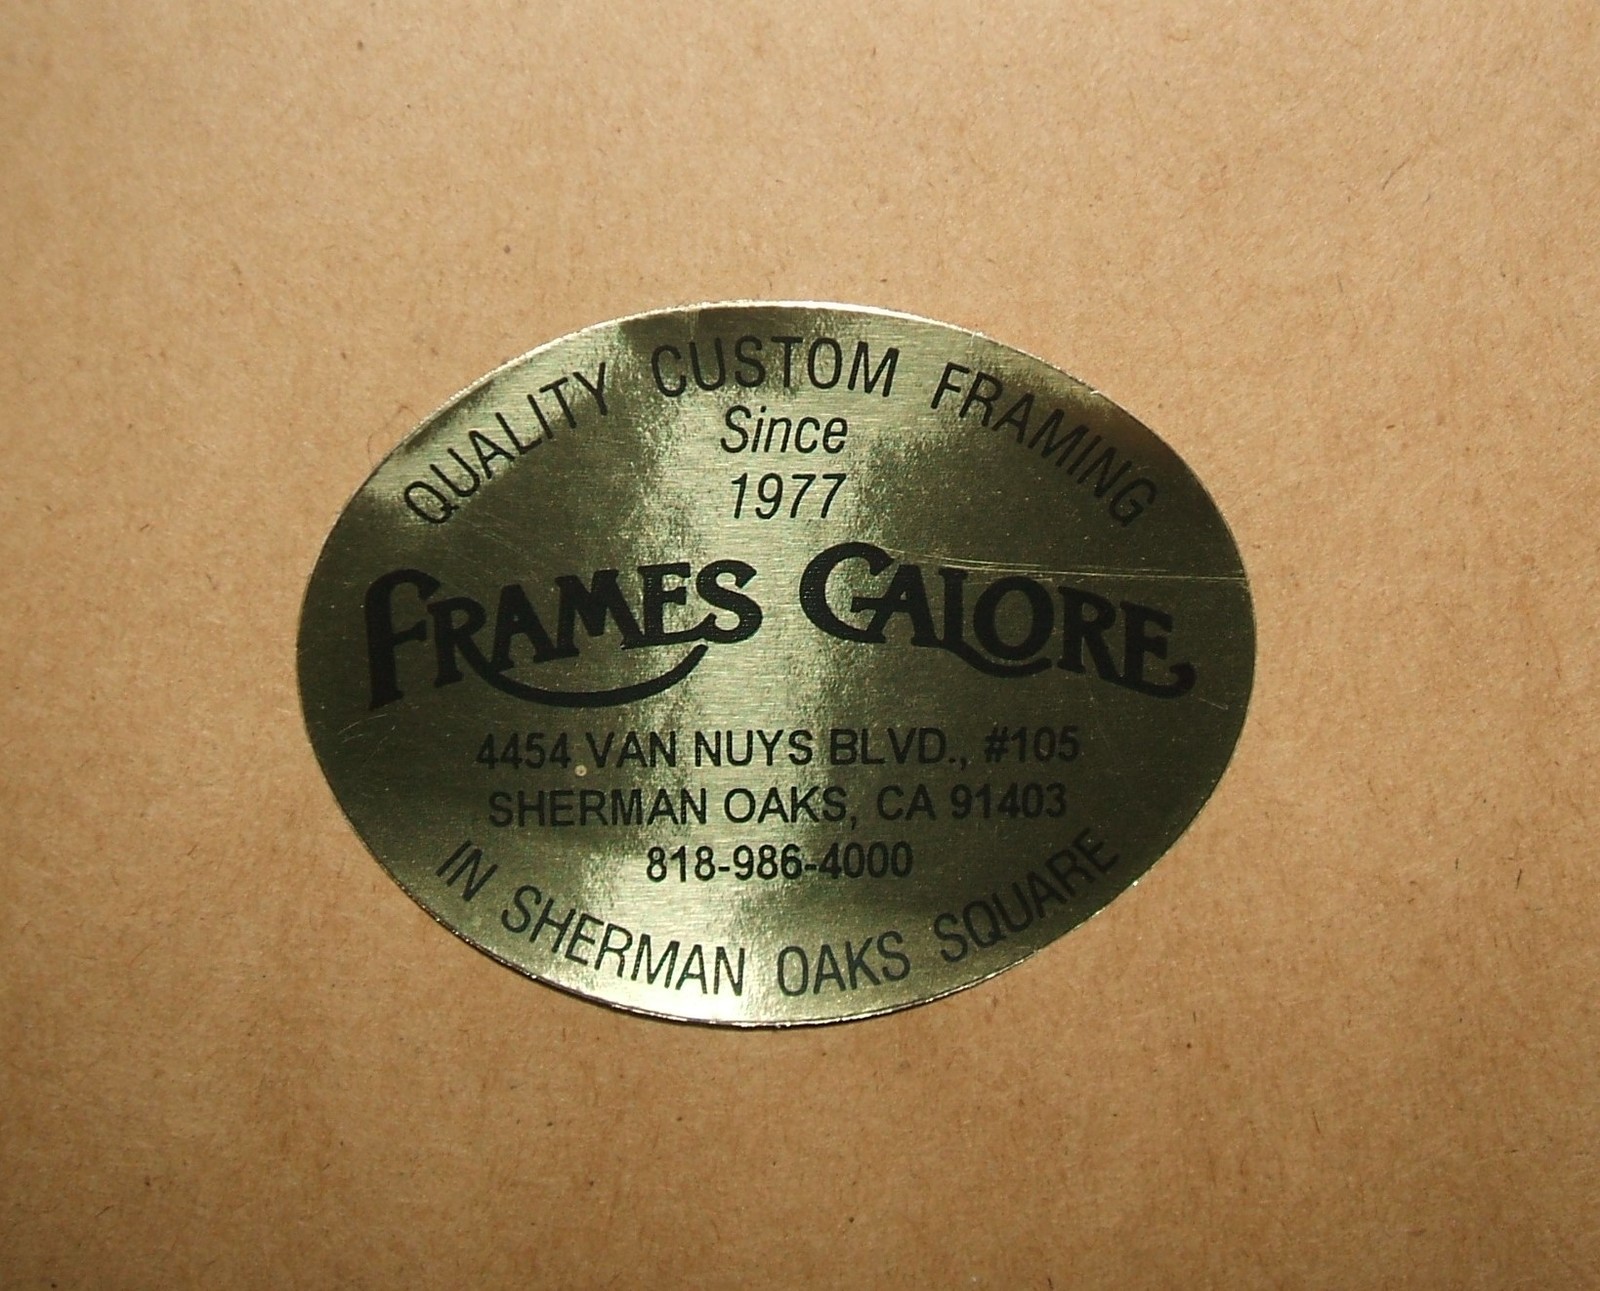 QUALITY CUSTOM FRAMING
Since
1977
FRAMES GALORE
4454 VAN NUYS BLVD., #105
SHERMAN OAKS, CA 91403
818-986-4000
IN SHERMAN OAKS SQUARE